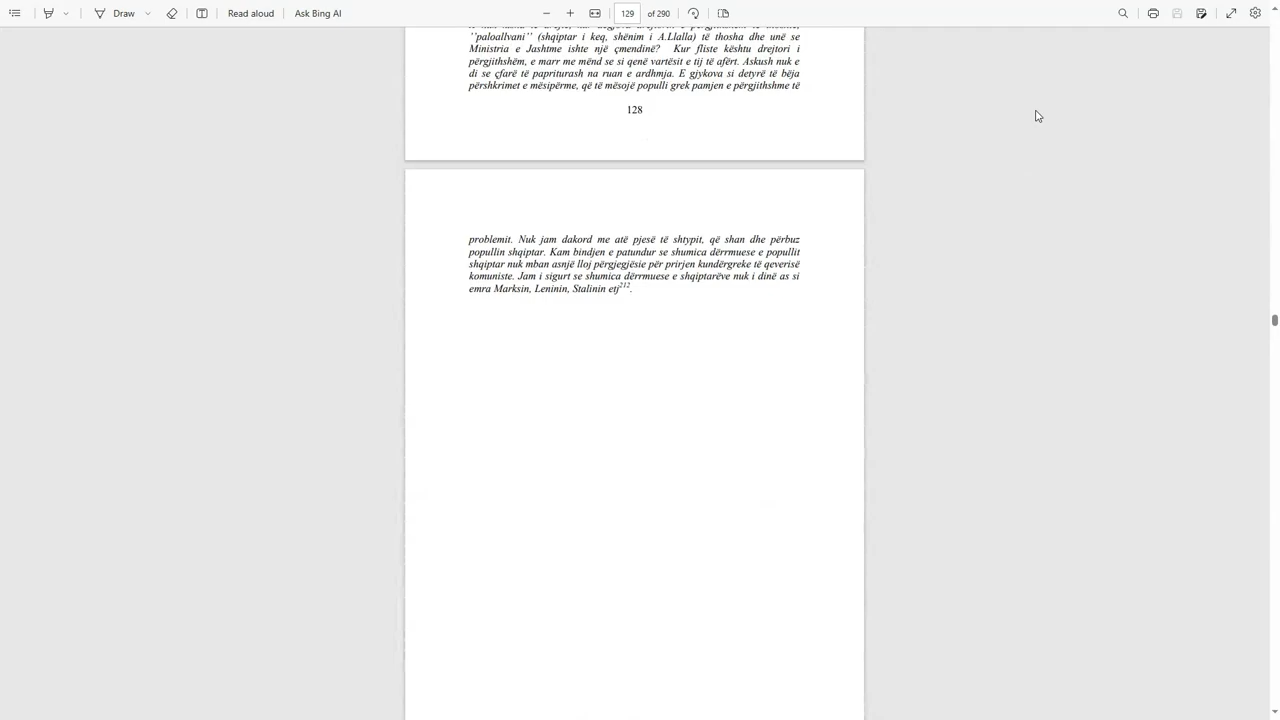 Draw
Read aloud
Ask Bing AI
129 of 290
''paloallvani'' (shqiptar i keq, shënim i A.Llalla) të thosha dhe unë se
Ministria e Jashtme ishte një çmendinë? Kur fliste kështu drejtori i
përgjithshëm, e marr me mënd se si qenë vartësit e tij të afërt. Askush nuk e
di se çfarë të papriturash na ruan e ardhmja. E gjykova si detyrë të bëja
përshkrimet e mësipërme, që të mësojë populli grek pamjen e përgjithshme të
128
problemit. Nuk jam dakord me atë pjesë të shtypit, që shan dhe përbuz
popullin shqiptar. Kam bindjen e patundur se shumica dërrmuese e popullit
shqiptar nuk mban asnjë lloj përgjegjësie për prirjen kundërgreke të qeverisë
komuniste. Jam i sigurt se shumica dërrmuese e shqiptarëve nuk i dinë as si
emra Marksin, Leninin, Stalinin etj212.